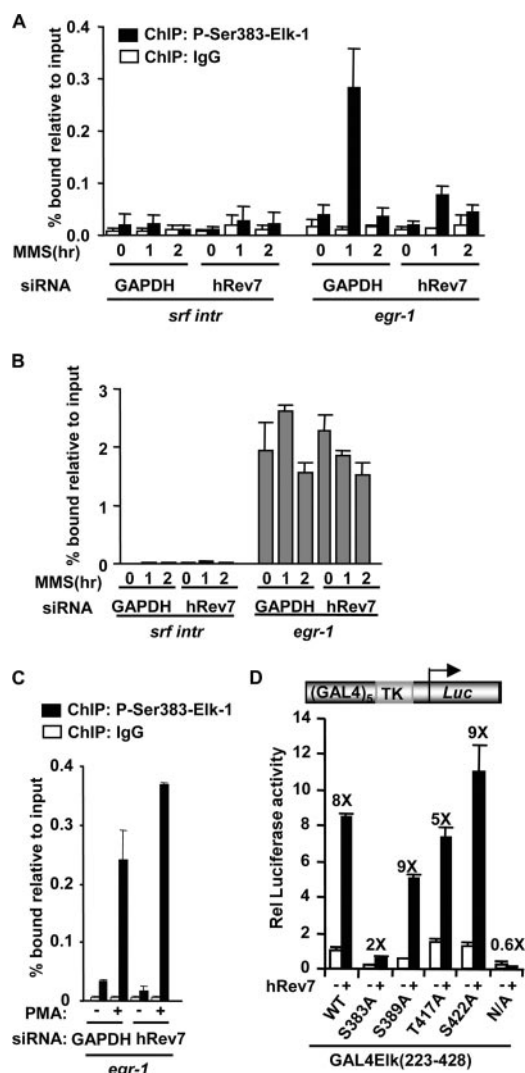 A
ChIP: P-Ser383-Elk-1
ChIP: IgG
% bound relative to input
0.4
0.3
0.2
0.1
0.0
MMS(hr) 0 1 2 0 1 2 0 1 2 0 1 2
siRNA GAPDH hRev7 GAPDH hRev7
srf intr egr-1
B
% bound relative to input
3
2
1
0
MMS(hr) 0 1 2 0 1 2 0 1 2 0 1 2
siRNA GAPDH hRev7 GAPDH hRev7
srf intr egr-1
C
ChIP: P-Ser383-Elk-1
ChIP: IgG
% bound relative to input
0.4
0.3
0.2
0.1
0
PMA: - + - +
siRNA: GAPDH hRev7
egr-1
D
(GAL4)5 TK Luc
Rel Luciferase activity
14
12
10
8
6
4
2
0
8X 2X 9X 5X 9X 0.6X
hRev7 -+ -+ -+ -+ -+ -+
WT S383A S389A T417A S422A N/A
GAL4Elk(223-428)